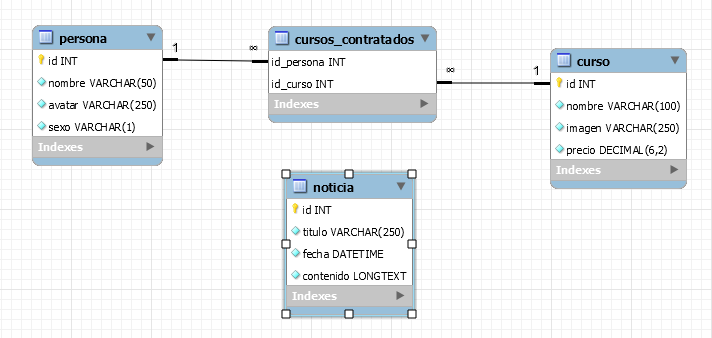 persona
id INT
nombre VARCHAR(50)
avatar VARCHAR(250)
sexo VARCHAR(1)
Indexes
1
∞
cursos_contratados
id_persona INT
id_curso INT
Indexes
∞
1
curso
id INT
nombre VARCHAR(100)
imagen VARCHAR(250)
precio DECIMAL(6,2)
Indexes
noticia
id INT
titulo VARCHAR(250)
fecha DATETIME
contenido LONGTEXT
Indexes